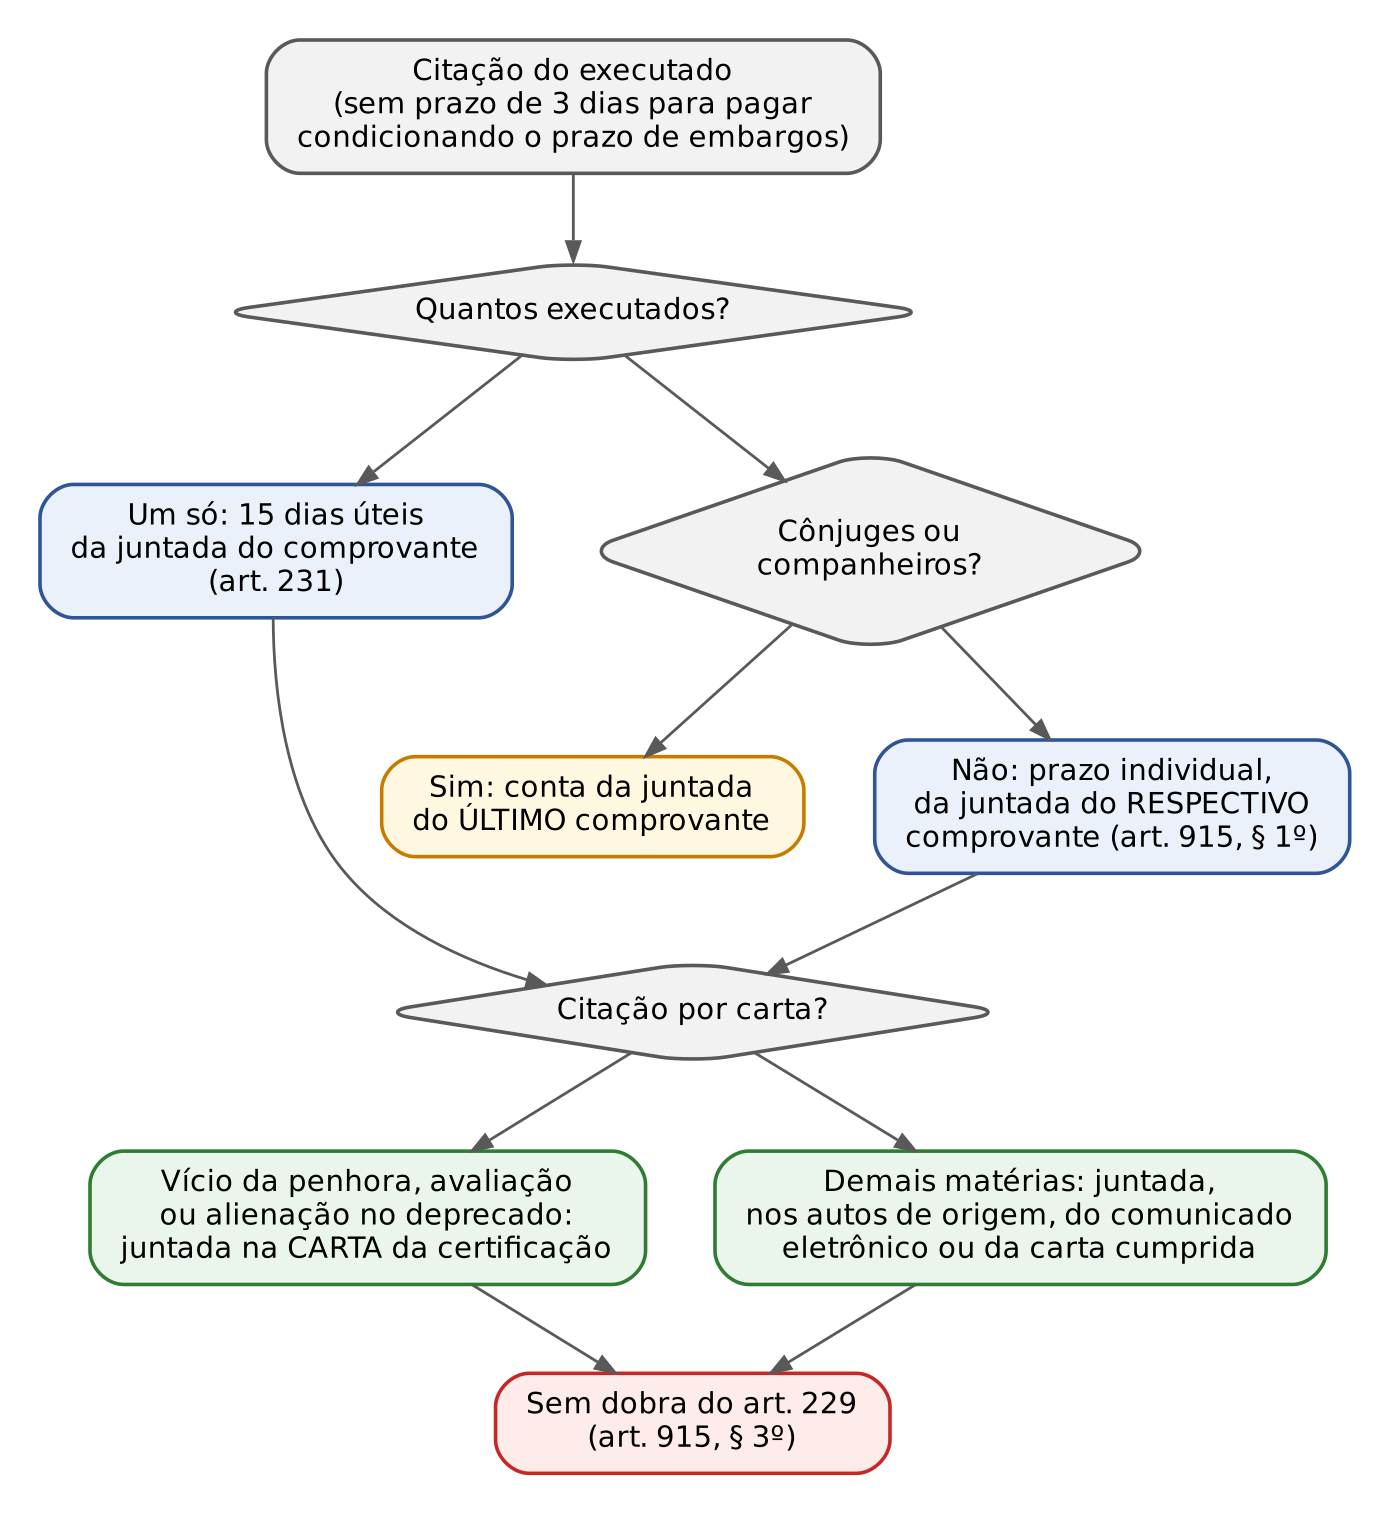 Citação do executado
(sem prazo de 3 dias para pagar
condicionando o prazo de embargos)
Quantos executados?
Um só: 15 dias úteis
da juntada do comprovante
(art. 231)
Cônjuges ou
companheiros?
Sim: conta da juntada
do ÚLTIMO comprovante
Não: prazo individual,
da juntada do RESPECTIVO
comprovante (art. 915, § 1º)
Citação por carta?
Vício da penhora, avaliação
ou alienação no deprecado:
juntada na CARTA da certificação
Demais matérias: juntada,
nos autos de origem, do comunicado
eletrônico ou da carta cumprida
Sem dobra do art. 229
(art. 915, § 3º)